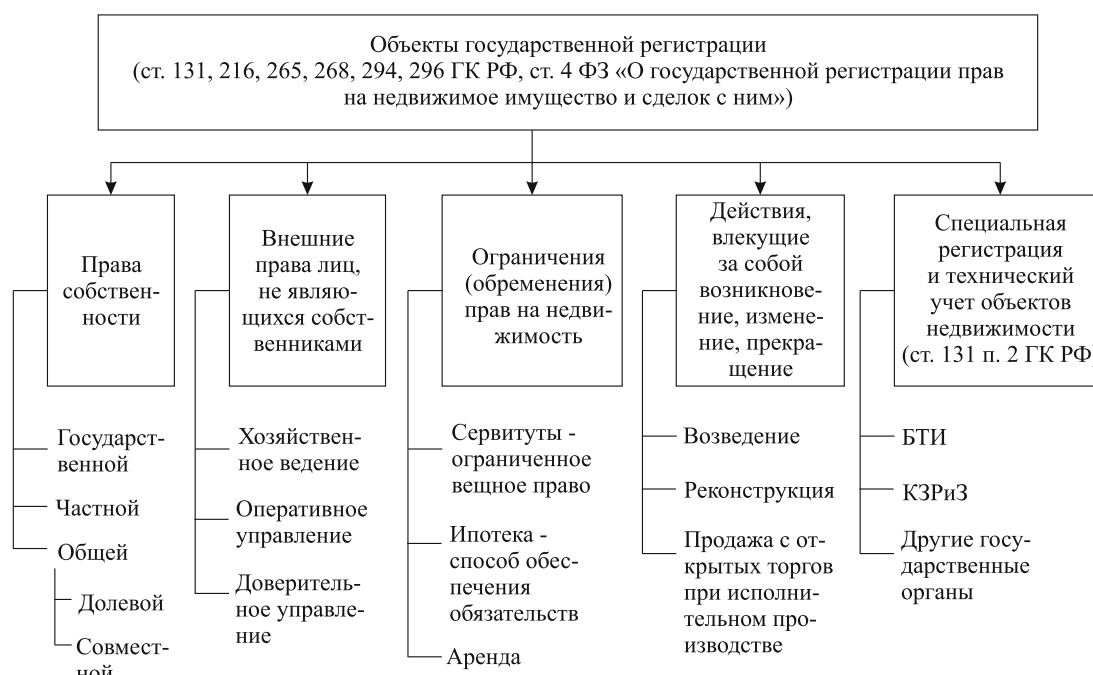 Объекты государственной регистрации
(ст. 131, 216, 265, 268, 294, 296 ГК РФ, ст. 4 ФЗ «О государственной регистрации прав
на недвижимое имущество и сделок с ним»)
Права
собствен-
ности
Государст-
венной
Частной
Общей
Долевой
Совмест-
ной
Внешние
права лиц,
не являю-
щихся собст-
венниками
Хозяйствен-
ное ведение
Оперативное
управление
Доверитель-
ное управле-
ние
Ограничения
(обременения)
прав на недви-
жимость
Сервитуты -
ограниченное
вещное право
Ипотека -
способ обес-
печения
обязательств
Аренда
Действия,
влекущие
за собой
возникнове-
ние, измене-
ние, прекра-
щение
Возведение
Реконструкция
Продажа с от-
крытых торгов
при исполни-
тельном про-
изводстве
Специальная
регистрация
и технический
учет объектов
недвижимости
(ст. 131 п. 2 ГК РФ)
БТИ
КЗРиЗ
Другие госу-
дарственные
органы